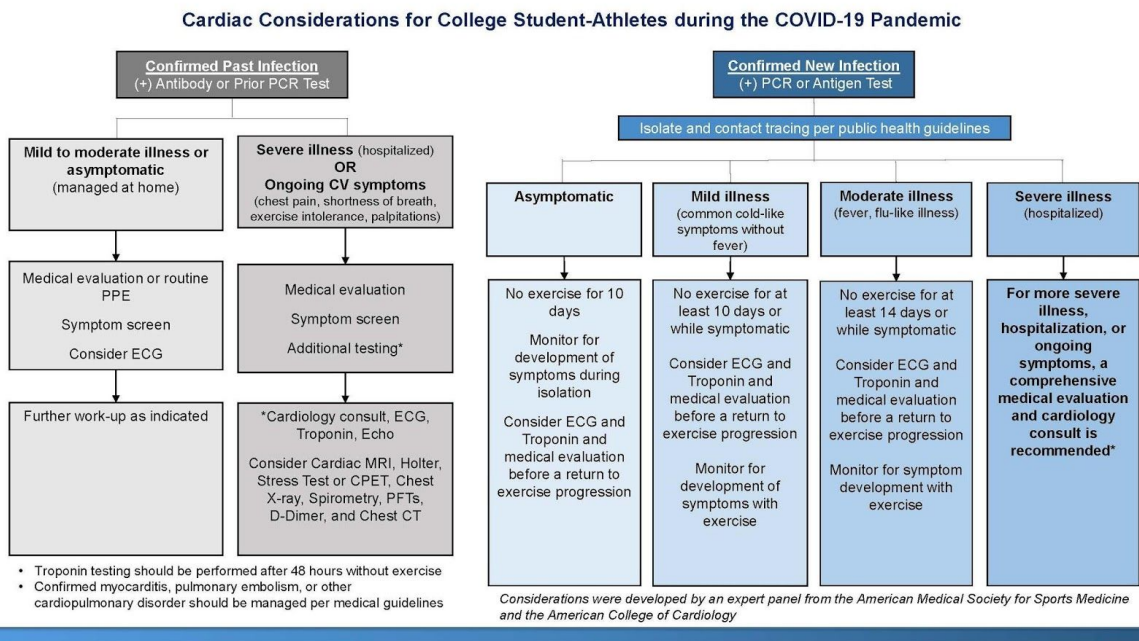 Cardiac Considerations for College Student-Athletes during the COVID-19 Pandemic
Confirmed Past Infection
(+) Antibody or Prior PCR Test
Mild to moderate illness or
asymptomatic
(managed at home)
Severe illness (hospitalized)
OR
Ongoing CV symptoms
(chest pain, shortness of breath,
exercise intolerance, palpitations)
Medical evaluation or routine
PPE
Symptom screen
Consider ECG
Medical evaluation
Symptom screen
Additional testing*
Further work-up as indicated
*Cardiology consult, ECG,
Troponin, Echo
Consider Cardiac MRI, Holter,
Stress Test or CPET, Chest
X-ray, Spirometry, PFTs,
D-Dimer, and Chest CT
• Troponin testing should be performed after 48 hours without exercise
• Confirmed myocarditis, pulmonary embolism, or other
cardiopulmonary disorder should be managed per medical guidelines
Confirmed New Infection
(+) PCR or Antigen Test
Isolate and contact tracing per public health guidelines
Asymptomatic
Mild illness
(common cold-like
symptoms without
fever)
Moderate illness
(fever, flu-like illness)
Severe illness
(hospitalized)
No exercise for 10
days
Monitor for
development of
symptoms during
isolation
Consider ECG and
Troponin and
medical evaluation
before a return to
exercise progression
No exercise for at
least 10 days or
while symptomatic
Consider ECG and
Troponin and
medical evaluation
before a return to
exercise progression
Monitor for
development of
symptoms with
exercise
No exercise for at
least 14 days or
while symptomatic
Consider ECG and
Troponin and
medical evaluation
before a return to
exercise progression
Monitor for symptom
development with
exercise
For more severe
illness,
hospitalization, or
ongoing
symptoms, a
comprehensive
medical evaluation
and cardiology
consult is
recommended*
Considerations were developed by an expert panel from the American Medical Society for Sports Medicine
and the American College of Cardiology